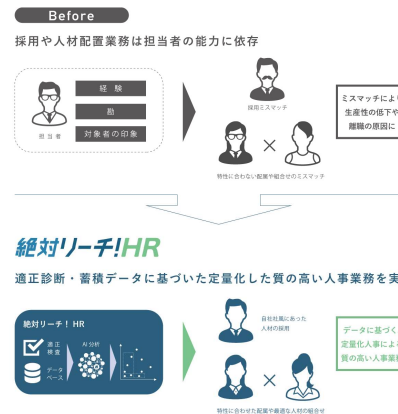 Before
採用や人材配置業務は担当者の能力に依存
経 験
勘
対象者の印象
担当者
採用ミスマッチ
特性に合わない配置や組合せのミスマッチ
ミスマッチによ
生産性の低下や
離職の原因に
絶対リーチ!HR
適正診断・蓄積データに基づいた定量化した質の高い人事業務を実
絶対リーチ! HR
適正
検査
データ
ベース
AI分析
自社社風にあった
人材の採用
特性に合わせた配置や最適な人材の組合せ
データに基づく
定量化人事によ
質の高い人事業務